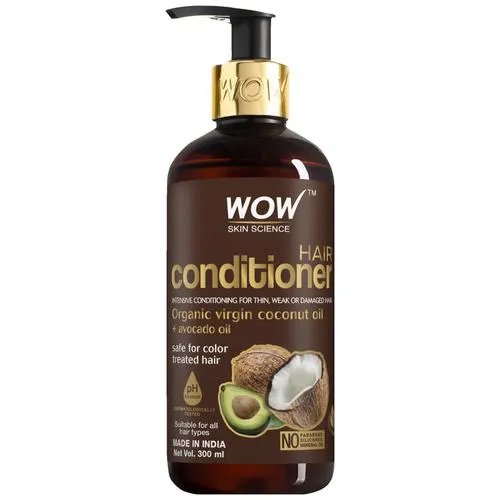 WOW
WOW™
SKIN SCIENCE
HAIR
conditioner
INTENSIVE CONDITIONING FOR THIN, WEAK OR DAMAGED HAIR
Organic virgin coconut oil
+ avocado oil
safe for color
treated hair
pH
BALANCED
DERMATOLOGICALLY
TESTED
Suitable for all
hair types
MADE IN INDIA
Net Vol. 300 ml
NO PARABENS
SILICONES
MINERAL OIL